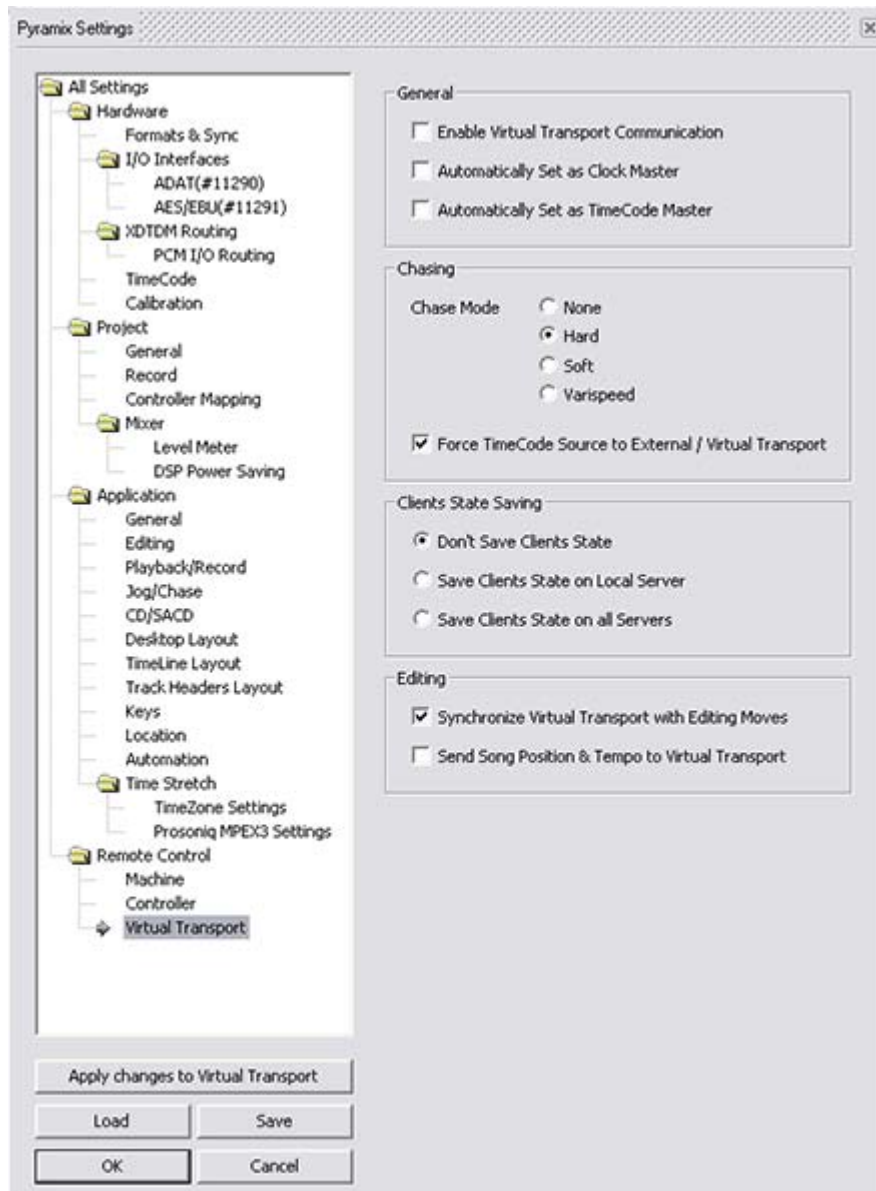 Pyramix Settings
All Settings
Hardware
Formats & Sync
I/O Interfaces
ADAT(#11290)
AES/EBU(#11291)
XDTDM Routing
PCM I/O Routing
TimeCode
Calibration
Project
General
Record
Controller Mapping
Mixer
Level Meter
DSP Power Saving
Application
General
Editing
Playback/Record
Jog/Chase
CD/SACD
Desktop Layout
TimeLine Layout
Track Headers Layout
Keys
Location
Automation
Time Stretch
TimeZone Settings
Prosoniq MPEX3 Settings
Remote Control
Machine
Controller
Virtual Transport
Apply changes to Virtual Transport
Load
Save
OK
Cancel
General
Enable Virtual Transport Communication
Automatically Set as Clock Master
Automatically Set as TimeCode Master
Chasing
Chase Mode
None
Hard
Soft
Varispeed
Force TimeCode Source to External / Virtual Transport
Clients State Saving
Don't Save Clients State
Save Clients State on Local Server
Save Clients State on all Servers
Editing
Synchronize Virtual Transport with Editing Moves
Send Song Position & Tempo to Virtual Transport